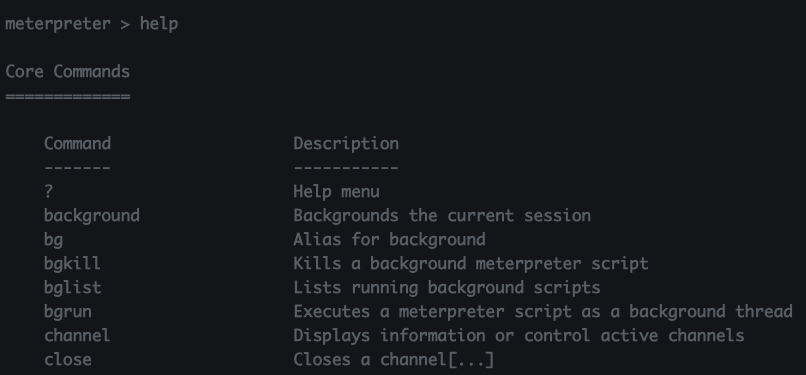 meterpreter > help
Core Commands
=============
Command Description
------- -----------
? Help menu
background Backgrounds the current session
bg Alias for background
bgkill Kills a background meterpreter script
bglist Lists running background scripts
bgrun Executes a meterpreter script as a background thread
channel Displays information or control active channels
close Closes a channel[...]